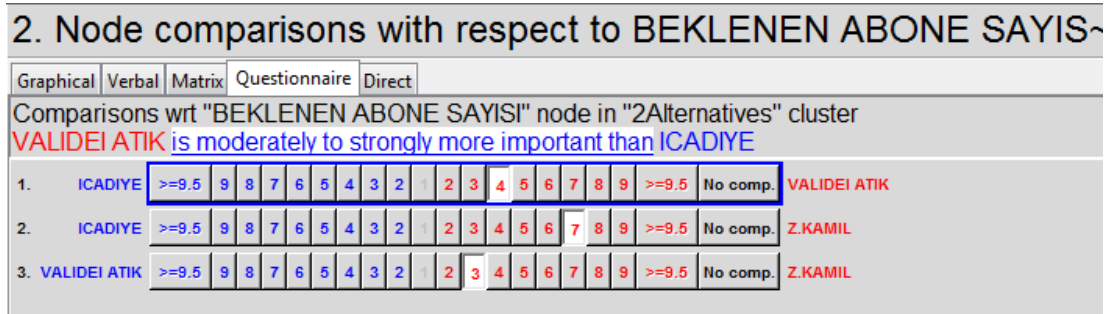 2. Node comparisons with respect to BEKLENEN ABONE SAYIS~
Graphical Verbal Matrix Questionnaire Direct
Comparisons wrt "BEKLENEN ABONE SAYISI" node in "2Alternatives" cluster
VALIDEI ATIK is moderately to strongly more important than ICADIYE
1. ICADIYE >=9.5 9 8 7 6 5 4 3 2 1 2 3 4 5 6 7 8 9 >=9.5 No comp. VALIDEI ATIK
2. ICADIYE >=9.5 9 8 7 6 5 4 3 2 1 2 3 4 5 6 7 8 9 >=9.5 No comp. Z.KAMIL
3. VALIDEI ATIK >=9.5 9 8 7 6 5 4 3 2 1 2 3 4 5 6 7 8 9 >=9.5 No comp. Z.KAMIL